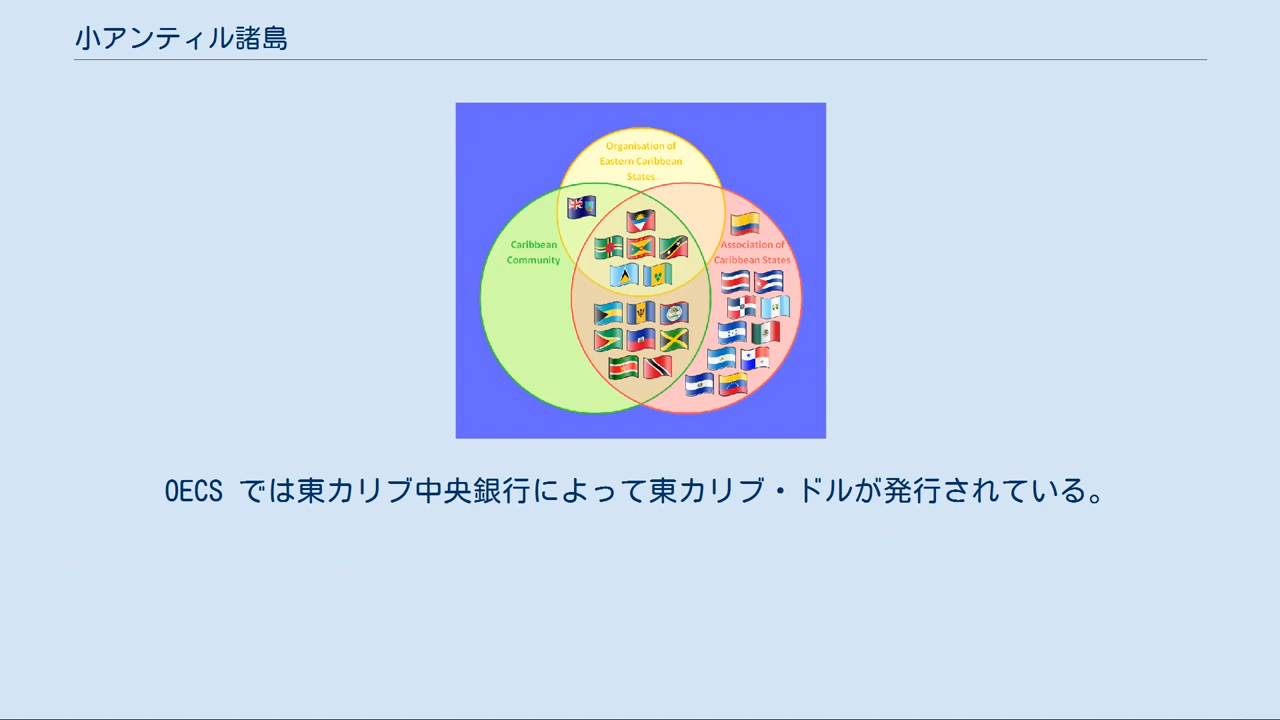 小アンティル諸島
Organisation of
Eastern Caribbean
States
Caribbean
Community
Association of
Caribbean States
OECS では東カリブ中央銀行によって東カリブ・ドルが発行されている。